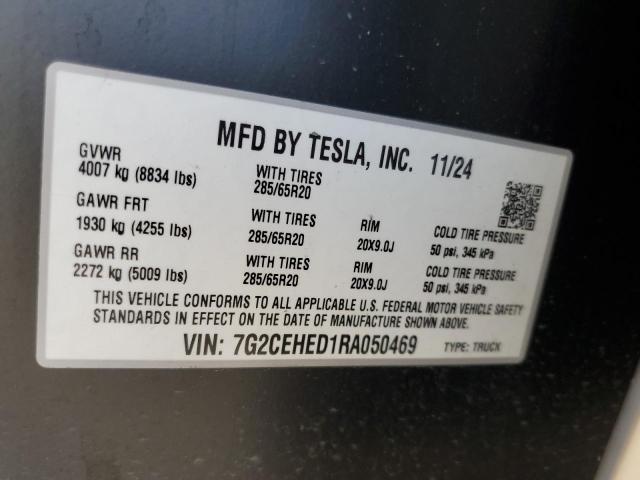 MFD BY TESLA, INC. 11/24
GVWR
4007 kg (8834 lbs)
WITH TIRES
285/65R20
GAWR FRT
1930 kg (4255 lbs)
WITH TIRES
285/65R20
RIM
20X9.0J
COLD TIRE PRESSURE
50 psi, 345 kPa
GAWR RR
2272 kg (5009 lbs)
WITH TIRES
285/65R20
RIM
20X9.0J
COLD TIRE PRESSURE
50 psi, 345 kPa
THIS VEHICLE CONFORMS TO ALL APPLICABLE U.S. FEDERAL MOTOR VEHICLE SAFETY
STANDARDS IN EFFECT ON THE DATE OF MANUFACTURE SHOWN ABOVE.
VIN: 7G2CEHED1RA050469 TYPE: TRUCK